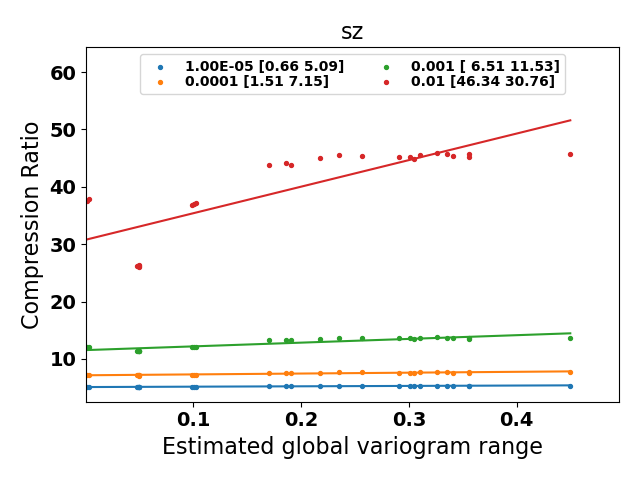 sz
1.00E-05 [0.66 5.09]
0.0001 [1.51 7.15]
0.001 [ 6.51 11.53]
0.01 [46.34 30.76]
60
50
40
30
20
10
Compression Ratio
0.1 0.2 0.3 0.4
Estimated global variogram range